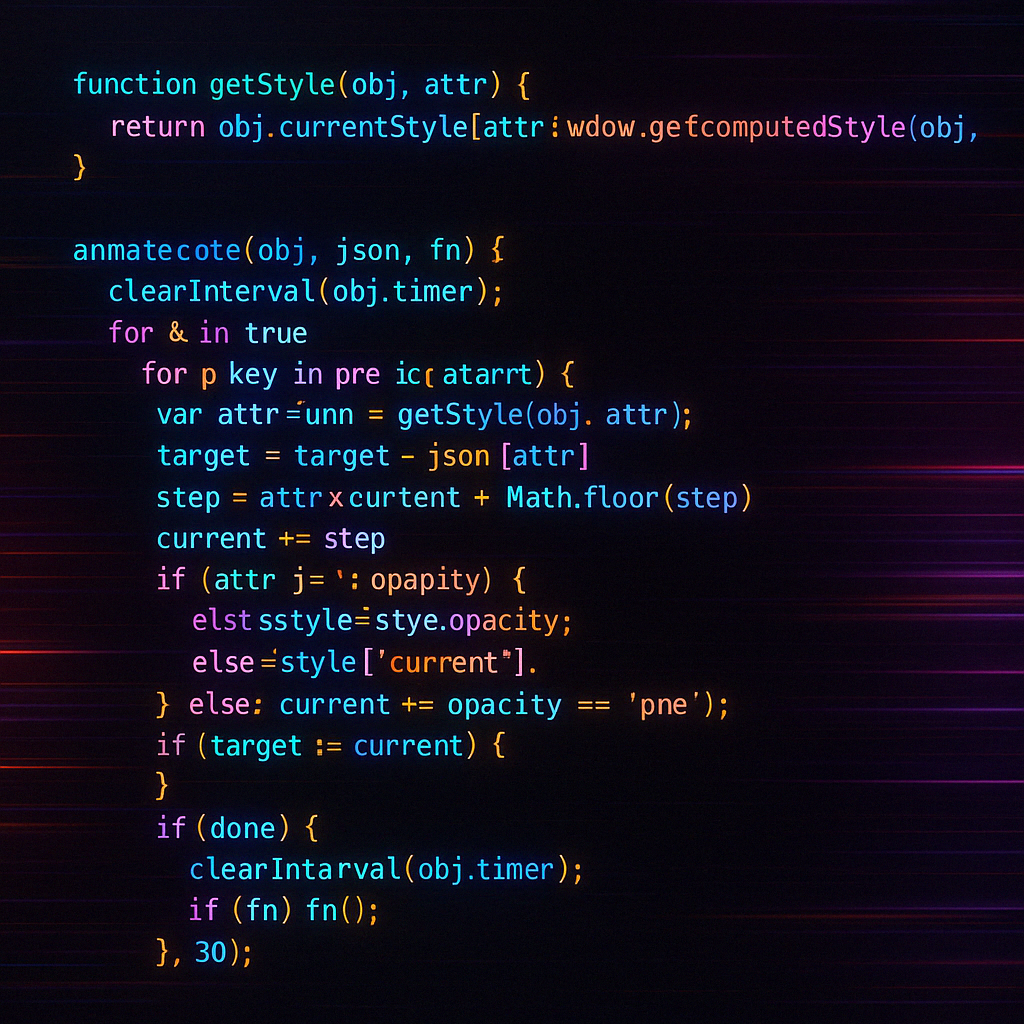 function getStyle(obj, attr) {
return obj.currentStyle[attr:wdow.gefcomputedStyle(obj,
}
anmatecote(obj, json, fn) {
clearInterval(obj.timer);
for & in true
for p key in pre ic( atarrt) {
var attr=unn = getStyle(obj. attr);
target = target - json [attr]
step = attr x curtent + Math.floor(step)
current += step
if (attr j= ': opapity) {
elst sstyle=stye.opacity;
else =style['current"].
} else: current += opacity == 'pne');
if (target := current) {
}
if (done) {
clearIntarval(obj.timer);
if (fn) fn();
}, 30);